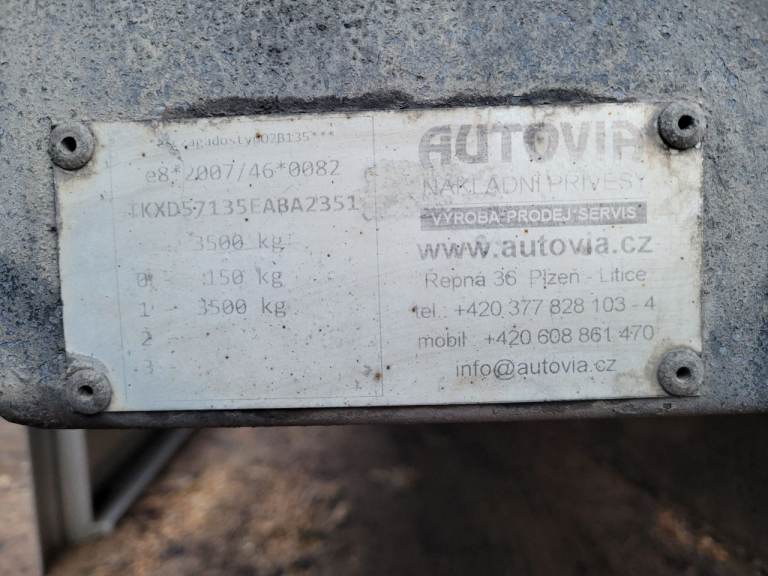 e8*2007/46*0082
TKXD57135EABA2351
3500 kg
0 - 150 kg
1 - 3500 kg
2 -
3 -
AUTOVIA
NÁKLADNÍ PŘÍVĚSY
VÝROBA-PRODEJ-SERVIS
www.autovia.cz
Řepná 36 Plzeň - Litice
tel.: +420 377 828 103 - 4
mobil.: +420 608 861 470
info@autovia.cz